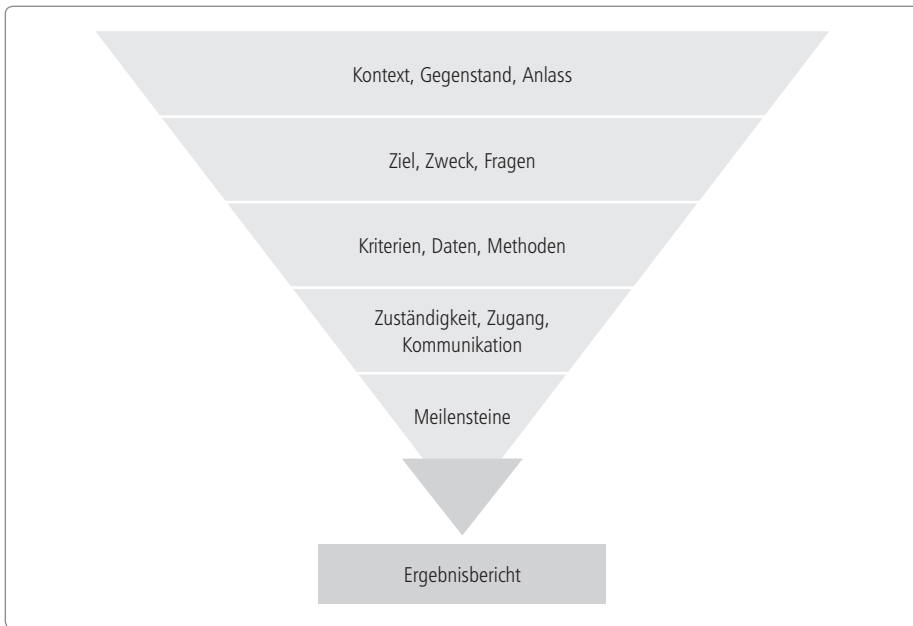 Kontext, Gegenstand, Anlass
Ziel, Zweck, Fragen
Kriterien, Daten, Methoden
Zuständigkeit, Zugang,
Kommunikation
Meilensteine
Ergebnisbericht